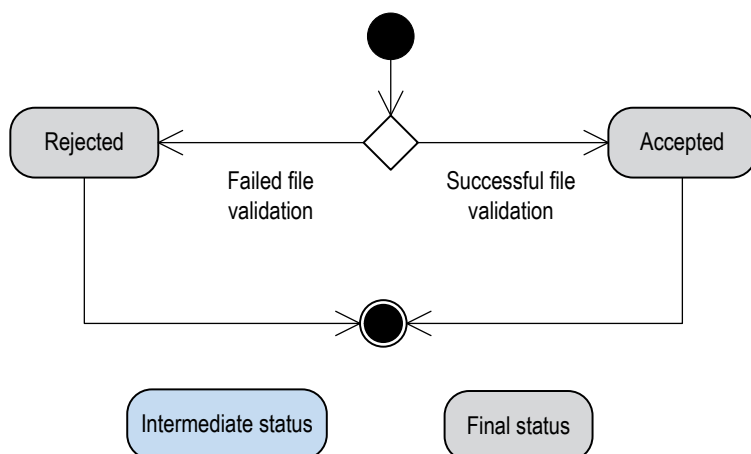 Rejected
Accepted
Failed file
validation
Successful file
validation
Intermediate status
Final status